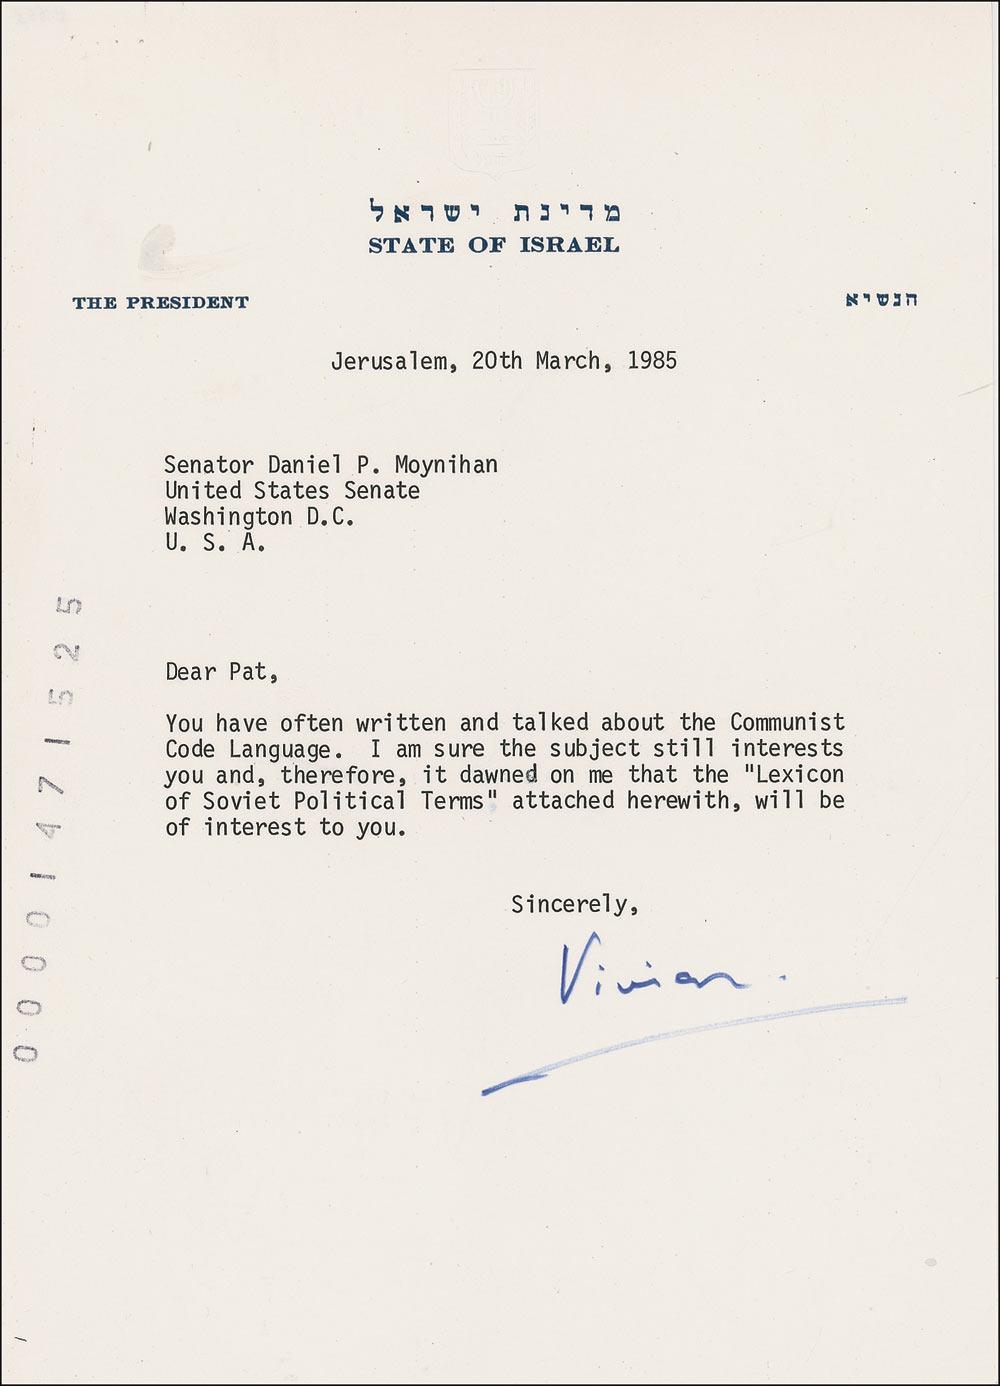 מדינת ישראל
STATE OF ISRAEL
THE PRESIDENT
הנשיא
Jerusalem, 20th March, 1985
Senator Daniel P. Moynihan
United States Senate
Washington D.C.
U. S. A.
Dear Pat,
You have often written and talked about the Communist
Code Language. I am sure the subject still interests
you and, therefore, it dawned on me that the "Lexicon
of Soviet Political Terms" attached herewith, will be
of interest to you.
Sincerely,
Vivian.
00001471525